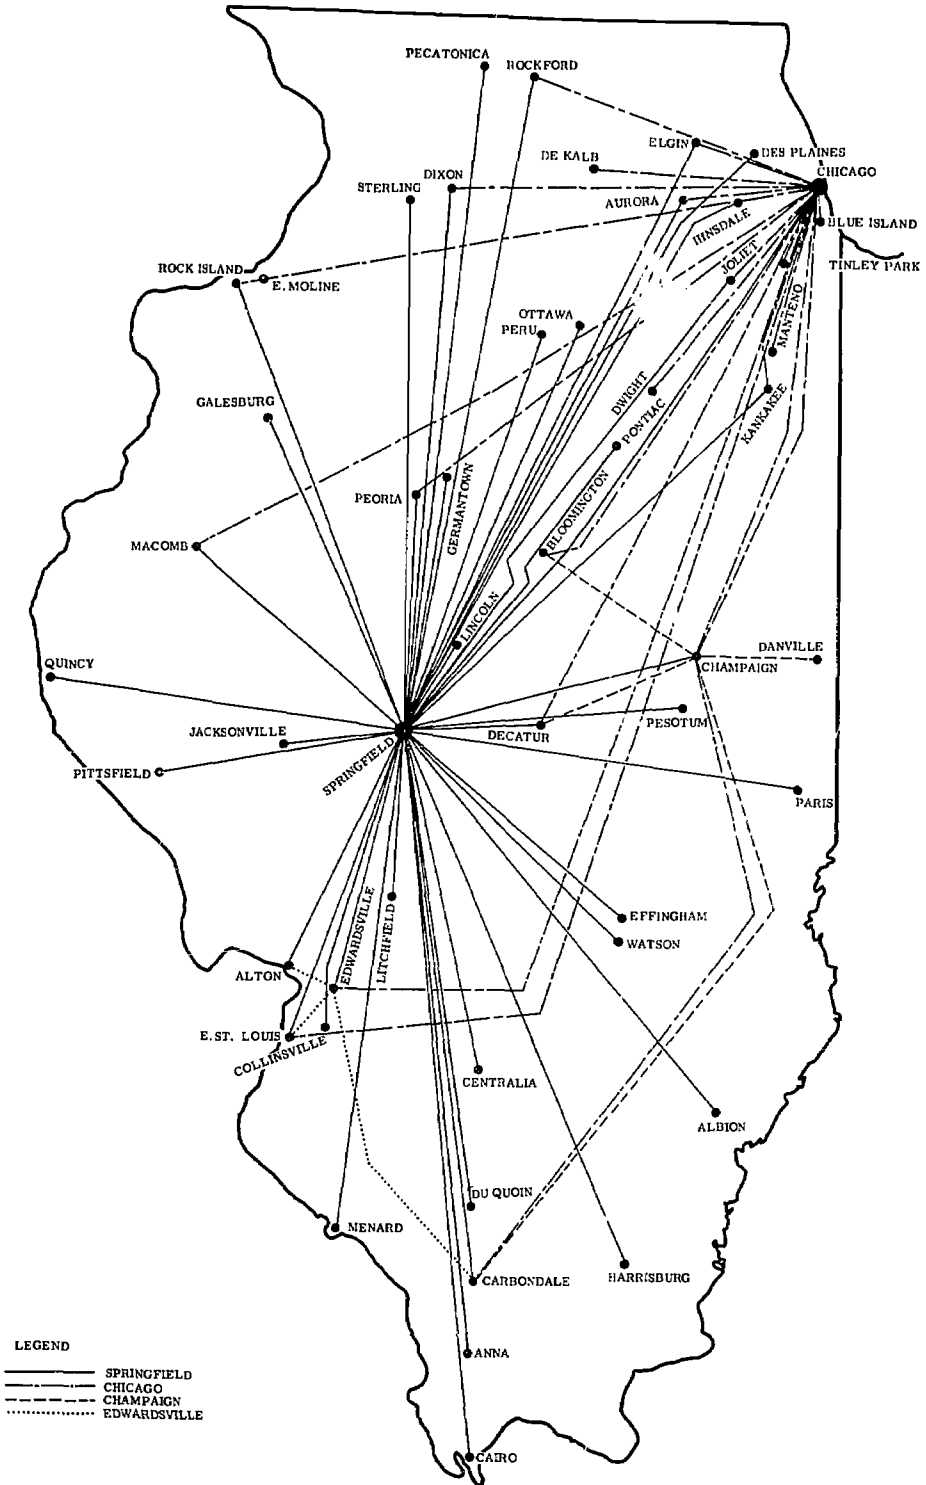 PECATONICA
ROCKFORD
ELGIN
DES PLAINES
DE KALB
CHICAGO
DIXON
STERLING
AURORA
HINSDALE
BLUE ISLAND
JOLIET
TINLEY PARK
ROCK ISLAND
E. MOLINE
MANTENO
OTTAWA
PERU
DWIGHT
GALESBURG
PONTIAC
KANKAKEE
PEORIA
GERMANTOWN
BLOOMINGTON
MACOMB
LINCOLN
DANVILLE
QUINCY
CHAMPAIGN
PESOTUM
JACKSONVILLE
DECATUR
SPRINGFIELD
PITTSFIELD
PARIS
EDWARDSVILLE
LITCHFIELD
EFFINGHAM
WATSON
ALTON
E. ST. LOUIS
COLLINSVILLE
CENTRALIA
ALBION
DU QUOIN
MENARD
CARBONDALE
HARRISBURG
ANNA
CAIRO
LEGEND
SPRINGFIELD
CHICAGO
CHAMPAIGN
EDWARDSVILLE